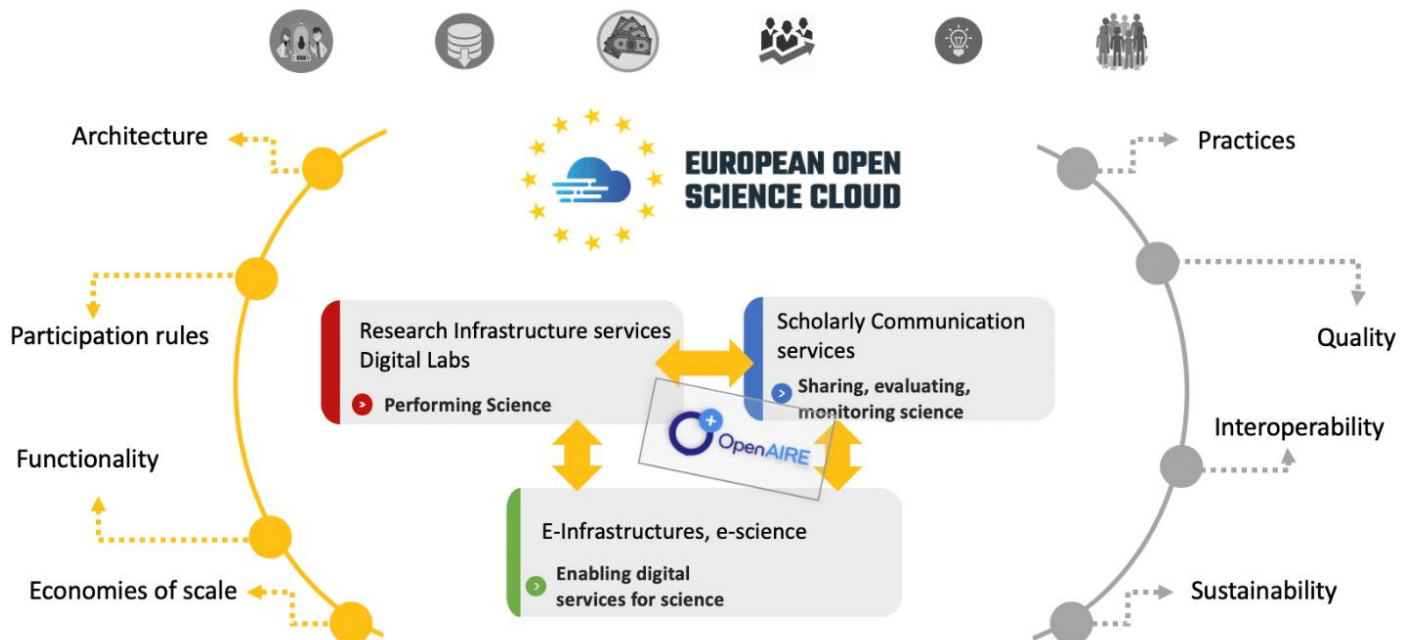 Architecture
EUROPEAN OPEN
SCIENCE CLOUD
Practices
Participation rules
Research Infrastructure services
Digital Labs
Performing Science
Scholarly Communication
services
Sharing, evaluating,
monitoring science
Quality
OpenAIRE
Functionality
Interoperability
E-Infrastructures, e-science
Enabling digital
services for science
Economies of scale
Sustainability